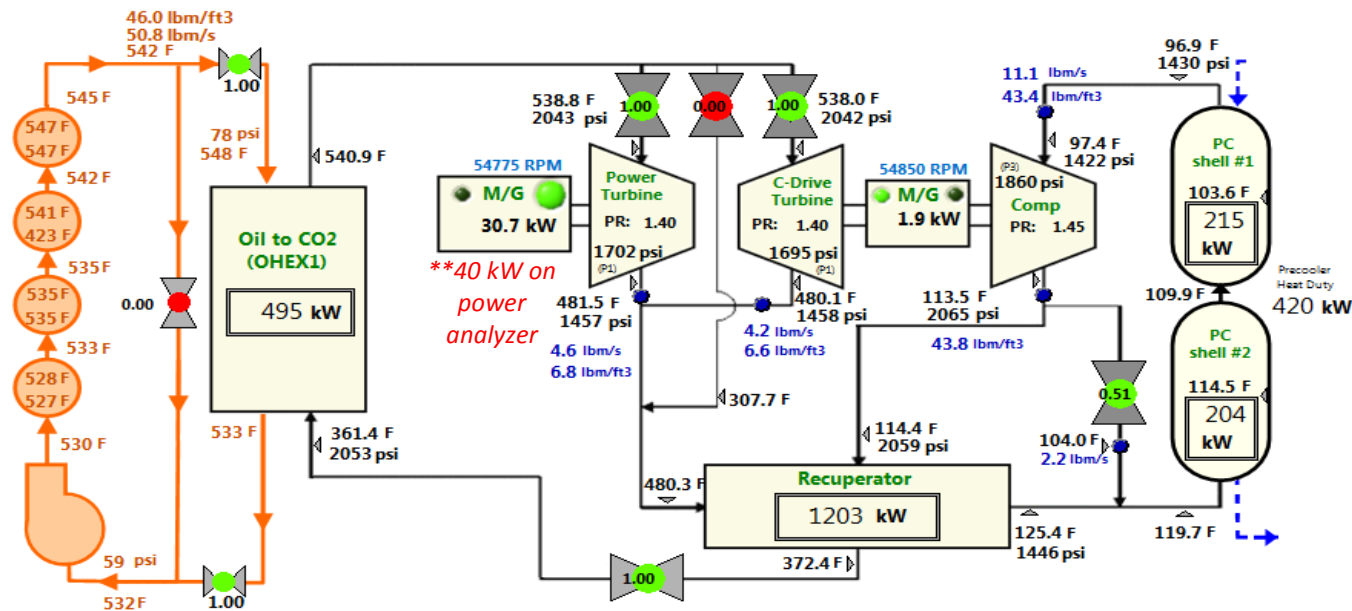 46.0 lbm/ft3
50.8 lbm/s
542 F
1.00
545 F
547 F
547 F
542 F
541 F
423 F
535 F
535 F
535 F
533 F
528 F
527 F
530 F
0.00
78 psi
548 F
540.9 F
Oil to CO2
(OHEX1)
495 kW
533 F
361.4 F
2053 psi
59 psi
532 F
1.00
538.8 F
2043 psi
1.00
0.00
1.00
538.0 F
2042 psi
54775 RPM
M/G
30.7 kW
**40 kW on
power
analyzer
Power
Turbine
PR: 1.40
1702 psi
(P1)
C-Drive
Turbine
PR: 1.40
1695 psi
(P1)
54850 RPM
M/G
1.9 kW
(P3)
1860 psi
Comp
PR: 1.45
11.1 lbm/s
43.4 lbm/ft3
96.9 F
1430 psi
97.4 F
1422 psi
PC
shell #1
103.6 F
215
kW
Precooler
Heat Duty
420 kW
109.9 F
PC
shell #2
114.5 F
204
kW
481.5 F
1457 psi
4.6 lbm/s
6.8 lbm/ft3
480.1 F
1458 psi
4.2 lbm/s
6.6 lbm/ft3
113.5 F
2065 psi
43.8 lbm/ft3
0.51
307.7 F
114.4 F
2059 psi
104.0 F
2.2 lbm/s
480.3 F
Recuperator
1203 kW
125.4 F
1446 psi
119.7 F
372.4 F
1.00